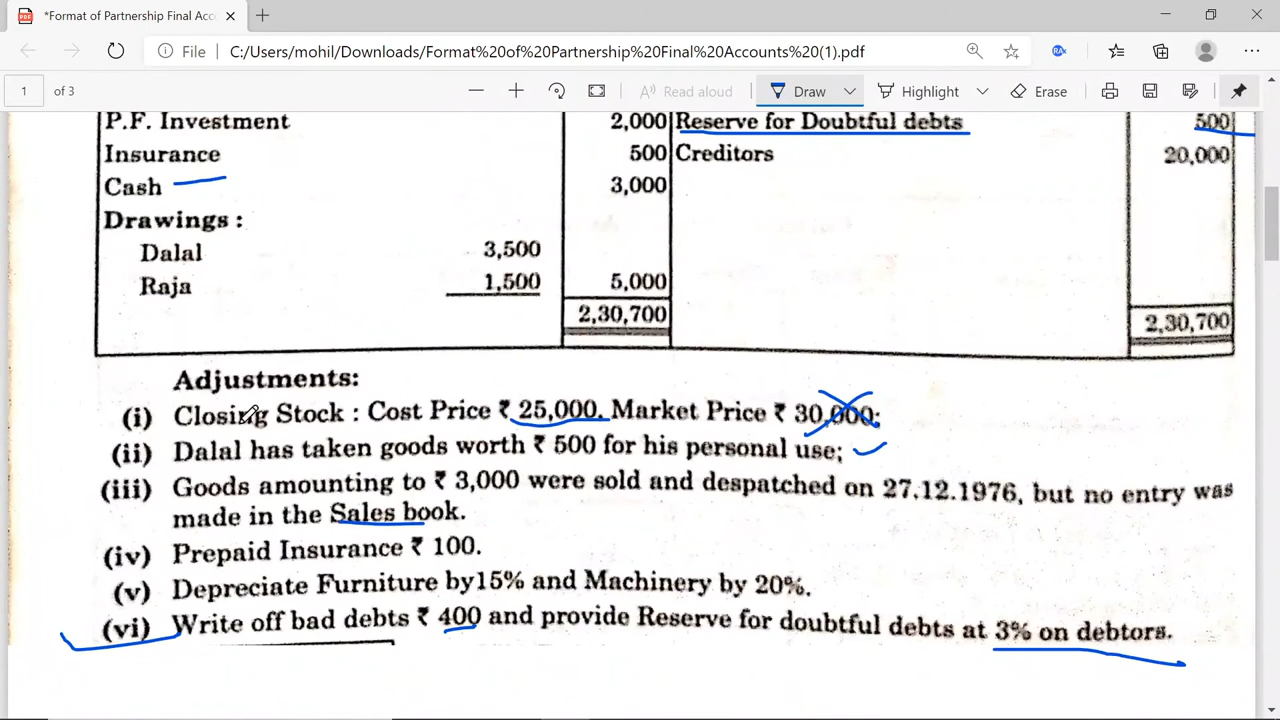 *Format of Partnership Final Acc
File C:/Users/mohil/Downloads/Format%20of%20Partnership%20Final%20Accounts%20(1).pdf
1 of 3 Read aloud Draw Highlight Erase
P.F. Investment 2,000 Reserve for Doubtful debts 500
Insurance 500 Creditors 20,000
Cash 3,000
Drawings :
Dalal 3,500
Raja 1,500 5,000
2,30,700 2,30,700
Adjustments:
(i) Closing Stock : Cost Price ₹ 25,000. Market Price ₹ 30,000;
(ii) Dalal has taken goods worth ₹ 500 for his personal use;
(iii) Goods amounting to ₹ 3,000 were sold and despatched on 27.12.1976, but no entry was
made in the Sales book.
(iv) Prepaid Insurance ₹ 100.
(v) Depreciate Furniture by15% and Machinery by 20%.
(vi) Write off bad debts ₹ 400 and provide Reserve for doubtful debts at 3% on debtors.